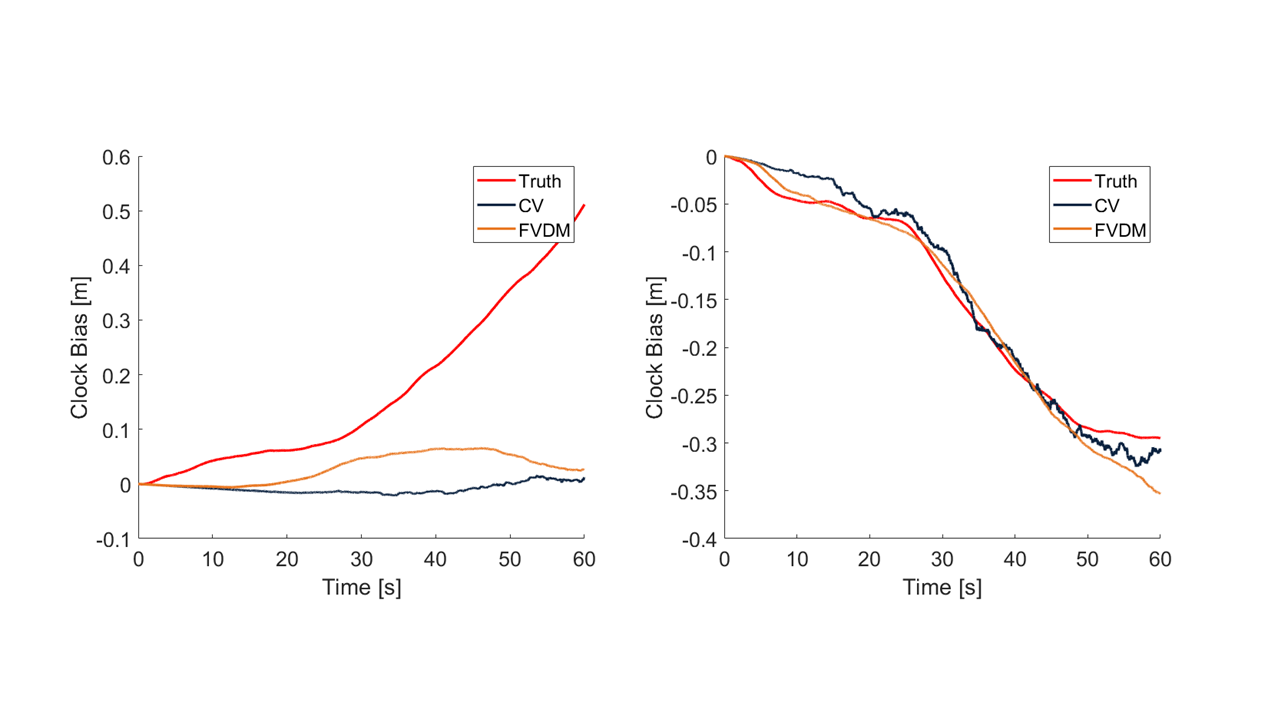 0.6
0.5
0.4
0.3
0.2
0.1
0
-0.1
Clock Bias [m]
0 10 20 30 40 50 60
Time [s]
Truth
CV
FVDM
0
-0.05
-0.1
-0.15
-0.2
-0.25
-0.3
-0.35
-0.4
Clock Bias [m]
0 10 20 30 40 50 60
Time [s]
Truth
CV
FVDM